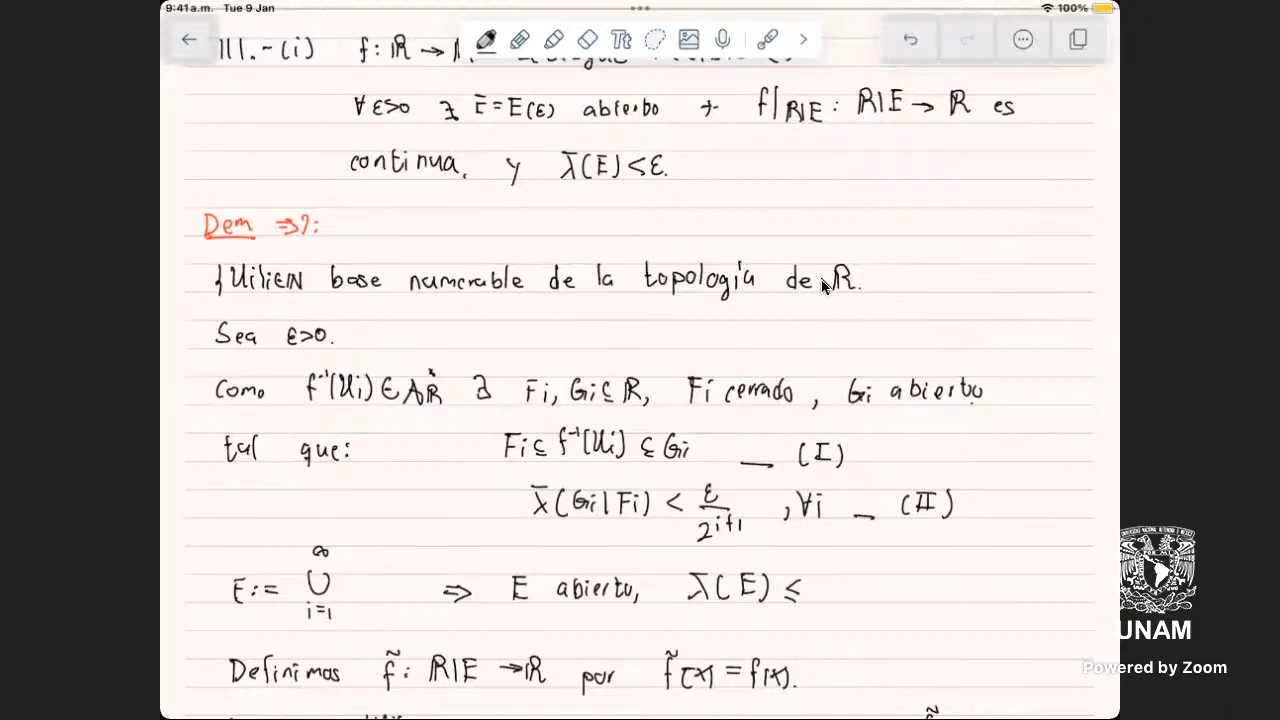 9:41a.m. Tue 9 Jan
100%
III.-(i) f: ℝ →
∀ε>0 ∃ E=E(ε) abierto + f|ℝ\E : ℝ\E → ℝ es
continua, y λ̄(E)<ε.
Dem ⇒?:
{Ui}i∈ℕ base numerable de la topología de ℝ.
Sea ε>0.
Como f⁻¹(Ui) ∈ Aℝ* ∃ Fi, Gi ⊆ ℝ, Fi cerrado, Gi abierto
tal que: Fi ⊆ f⁻¹(Ui) ⊆ Gi — (I)
λ̄(Gi\Fi) < ε/2^{i+1}, ∀i — (II)
E := ∪_{i=1}^{∞} ⇒ E abierto, λ̄(E) ≤
Definimos f̃: ℝ\E → ℝ por f̃(x) = f(x).
UNAM
Powered by Zoom